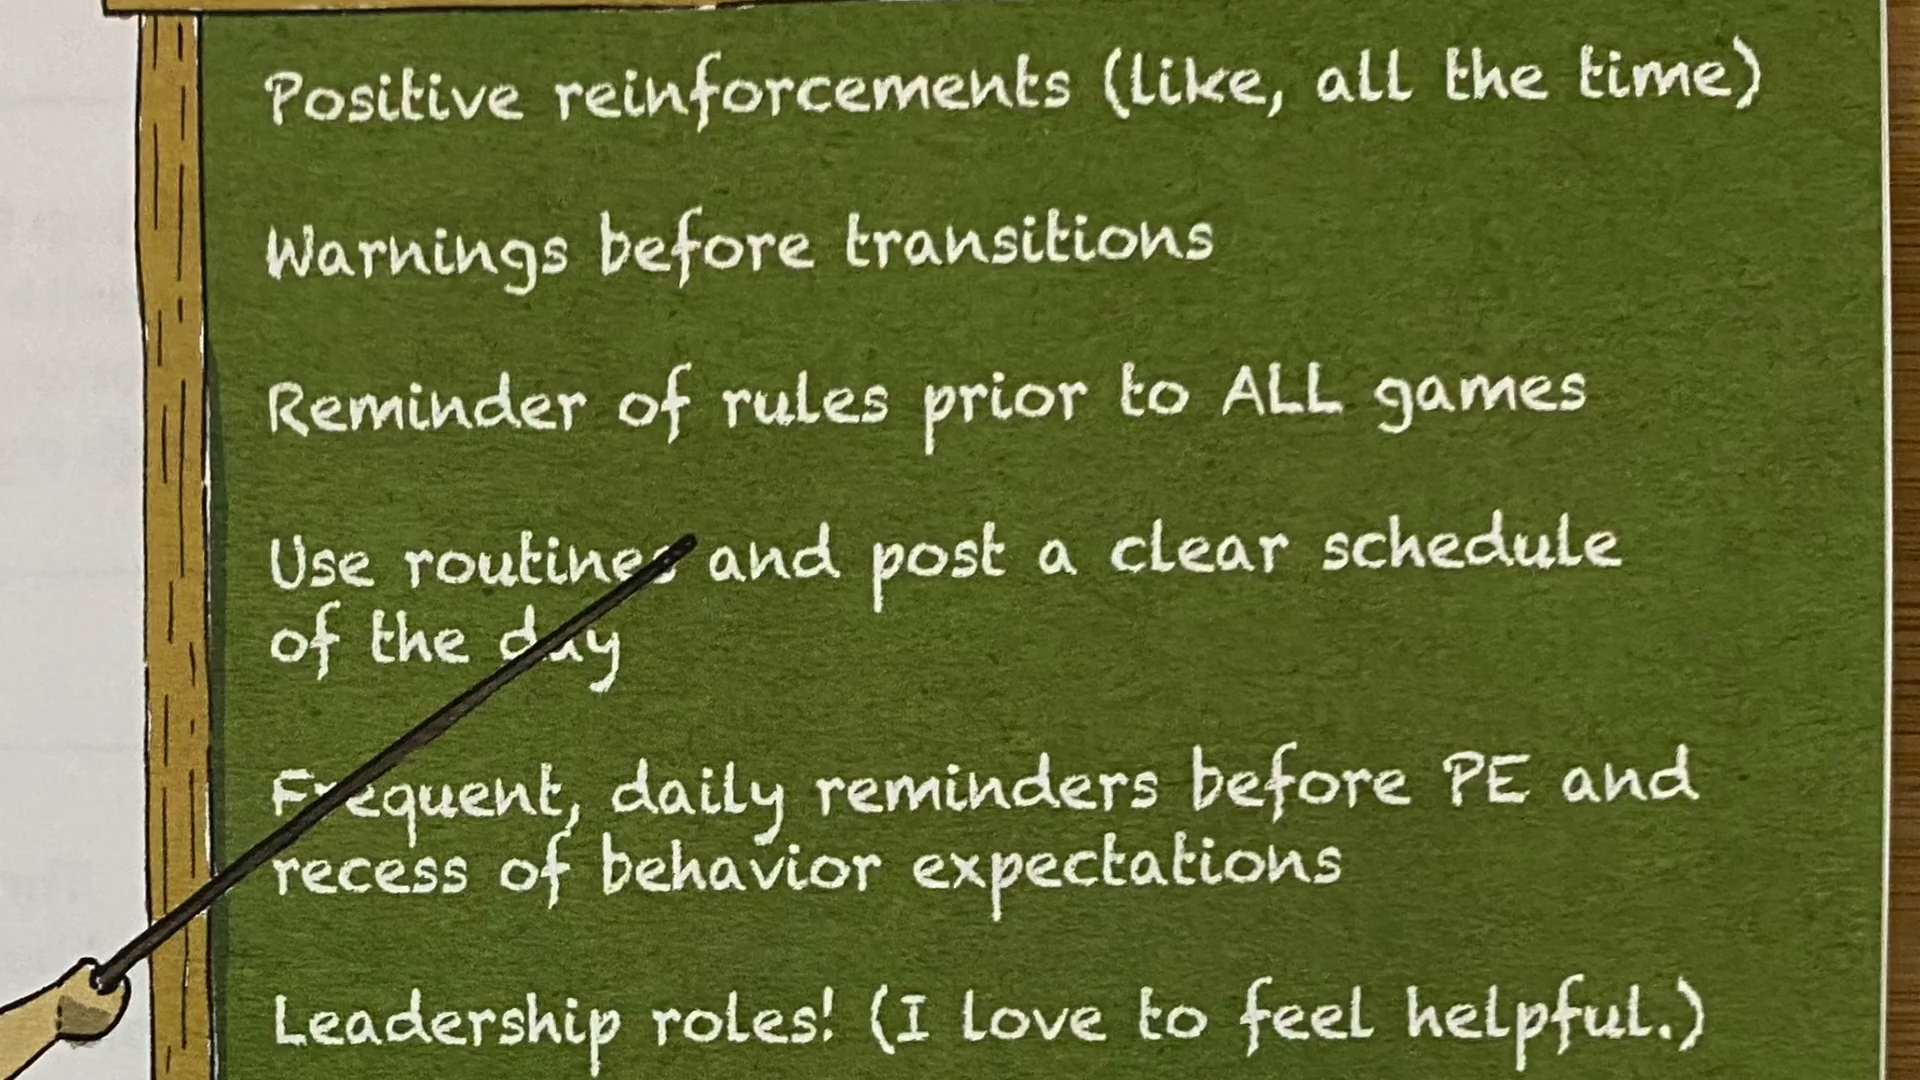 Positive reinforcements (like, all the time)
Warnings before transitions
Reminder of rules prior to ALL games
Use routines and post a clear schedule
of the day
Frequent, daily reminders before PE and
recess of behavior expectations
Leadership roles! (I love to feel helpful.)